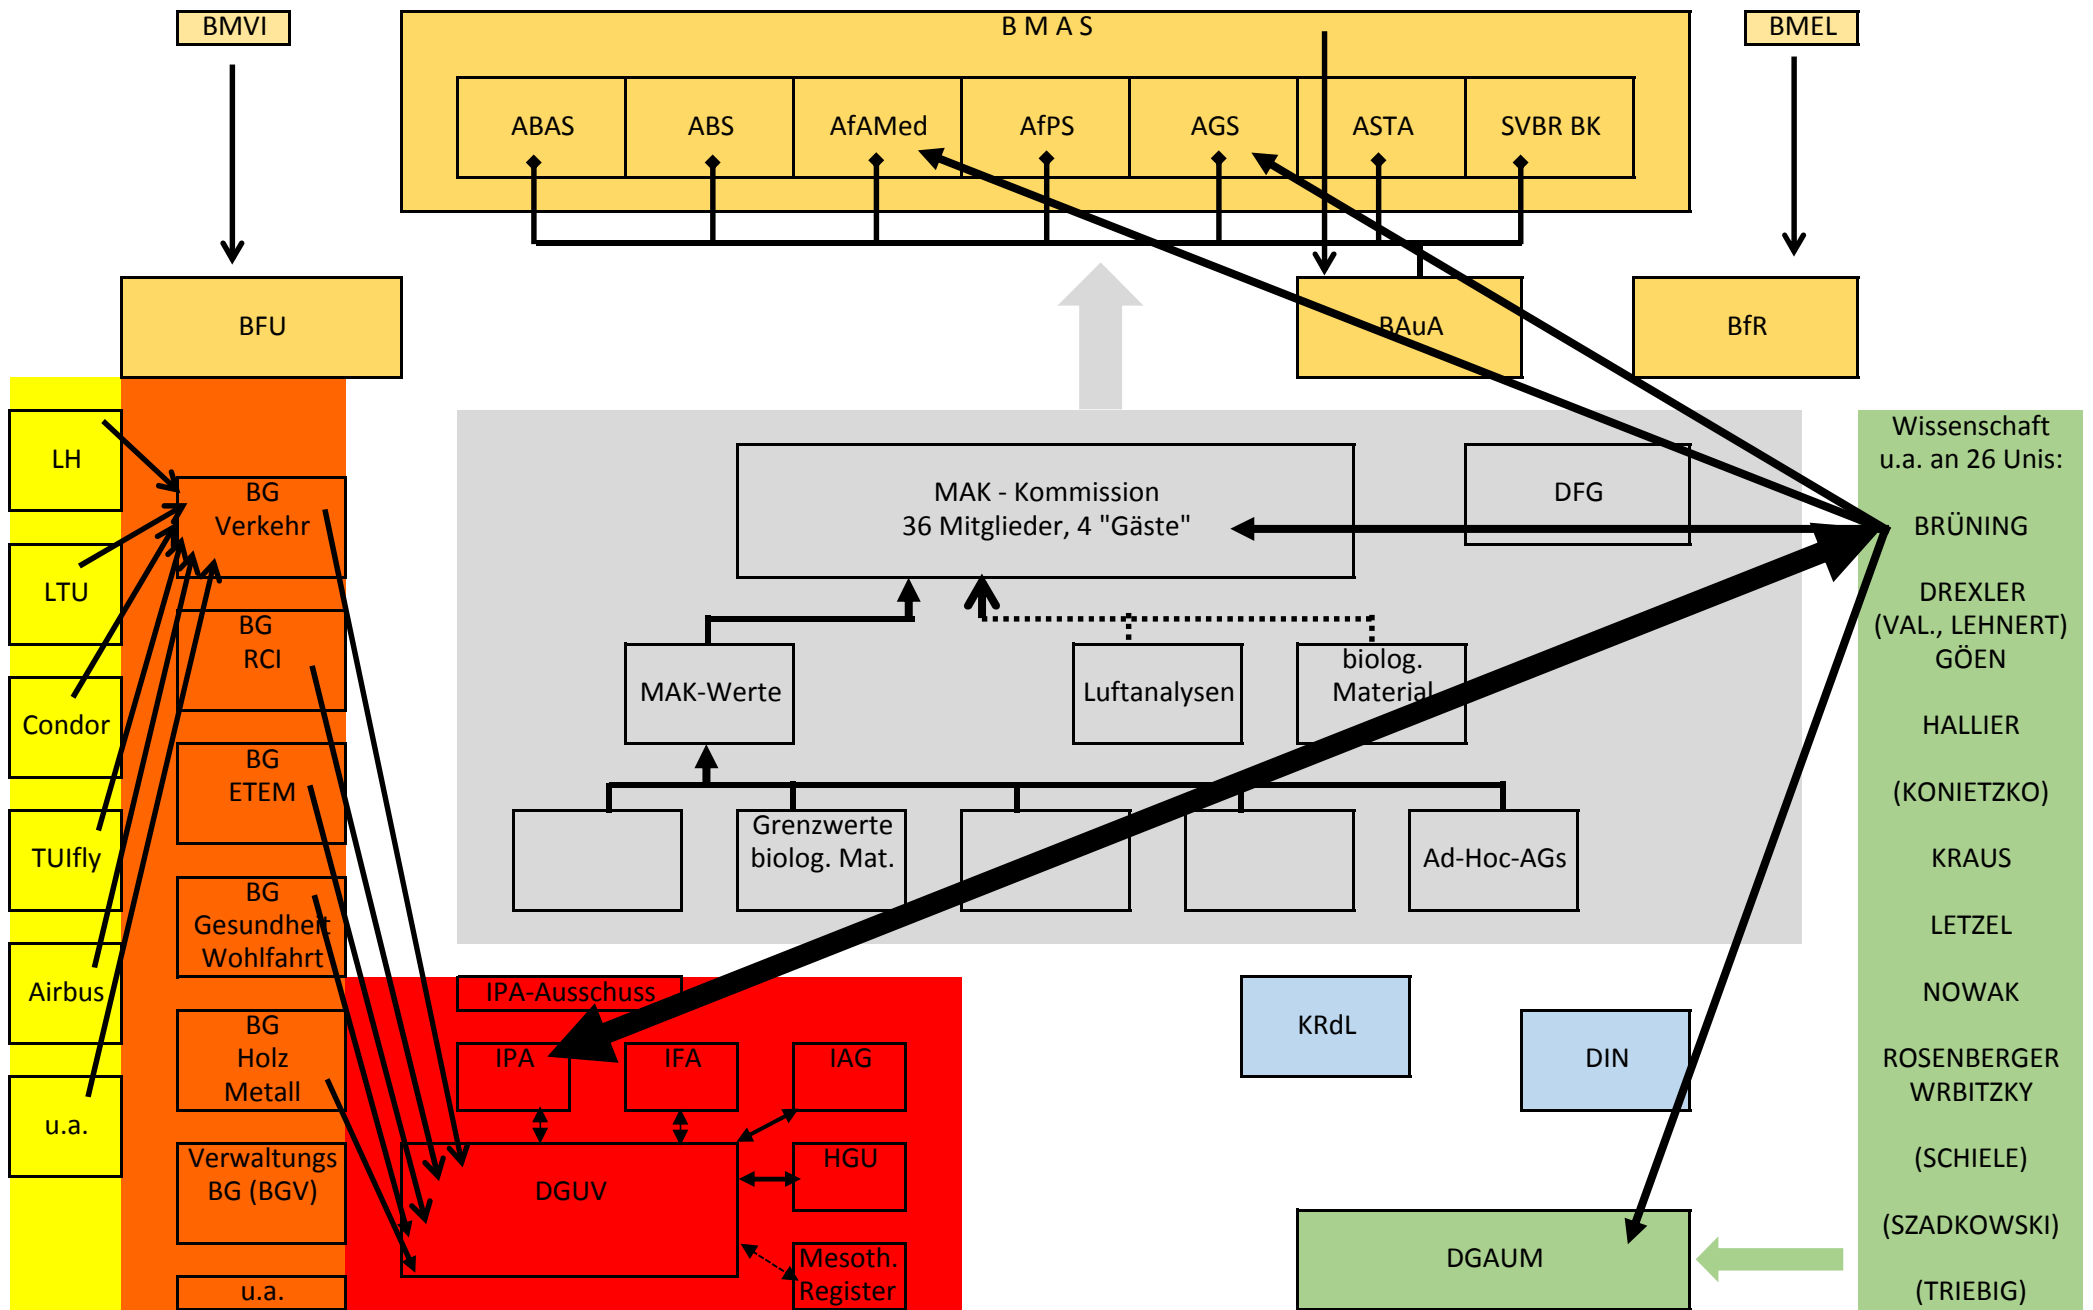 BMVI
B M A S
BMEL
ABAS
ABS
AfAMed
AfPS
AGS
ASTA
SVBR BK
BFU
BAuA
BfR
LH
LTU
Condor
TUIfly
Airbus
u.a.
BG
Verkehr
BG
RCI
BG
ETEM
BG
Gesundheit
Wohlfahrt
BG
Holz
Metall
Verwaltungs
BG (BGV)
u.a.
MAK - Kommission
36 Mitglieder, 4 "Gäste"
DFG
MAK-Werte
Luftanalysen
biolog.
Material
Grenzwerte
biolog. Mat.
Ad-Hoc-AGs
IPA-Ausschuss
IPA
IFA
IAG
DGUV
HGU
Mesoth.
Register
KRdL
DIN
DGAUM
Wissenschaft
u.a. an 26 Unis:
BRÜNING
DREXLER
(VAL., LEHNERT)
GÖEN
HALLIER
(KONIETZKO)
KRAUS
LETZEL
NOWAK
ROSENBERGER
WRBITZKY
(SCHIELE)
(SZADKOWSKI)
(TRIEBIG)